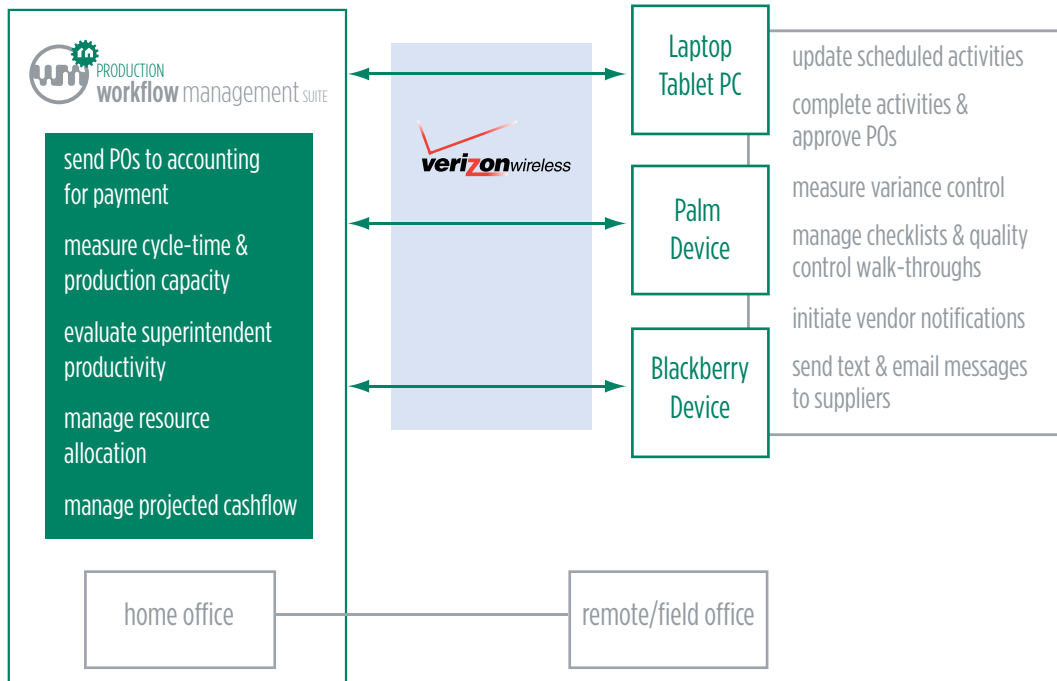 PRODUCTION
workflow management SUITE
send POs to accounting
for payment
measure cycle-time &
production capacity
evaluate superintendent
productivity
manage resource
allocation
manage projected cashflow
verizon wireless
Laptop
Tablet PC
Palm
Device
Blackberry
Device
update scheduled activities
complete activities &
approve POs
measure variance control
manage checklists & quality
control walk-throughs
initiate vendor notifications
send text & email messages
to suppliers
home office
remote/field office